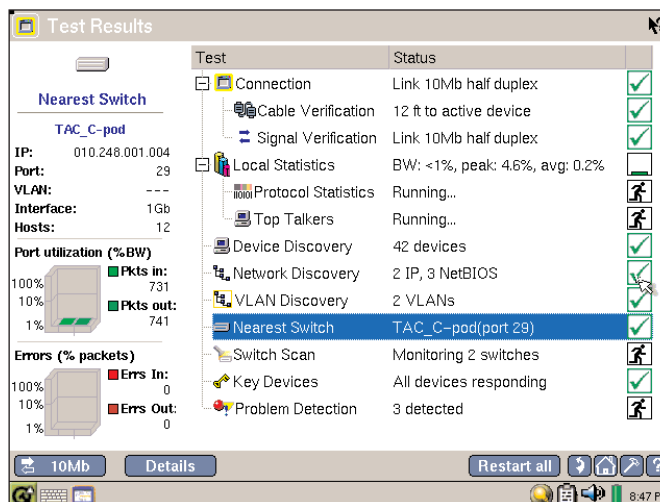 Test Results
Nearest Switch
TAC_C-pod
IP: 010.248.001.004
Port: 29
VLAN: ---
Interface: 1Gb
Hosts: 12
Port utilization (%BW)
100%
10%
1%
Pkts in:
731
Pkts out:
741
Errors (% packets)
100%
10%
1%
Errs In:
0
Errs Out:
0
Test Status
Connection Link 10Mb half duplex
Cable Verification 12 ft to active device
Signal Verification Link 10Mb half duplex
Local Statistics BW: <1%, peak: 4.6%, avg: 0.2%
Protocol Statistics Running...
Top Talkers Running...
Device Discovery 42 devices
Network Discovery 2 IP, 3 NetBIOS
VLAN Discovery 2 VLANs
Nearest Switch TAC_C-pod(port 29)
Switch Scan Monitoring 2 switches
Key Devices All devices responding
Problem Detection 3 detected
10Mb
Details
Restart all
?
8:47 P